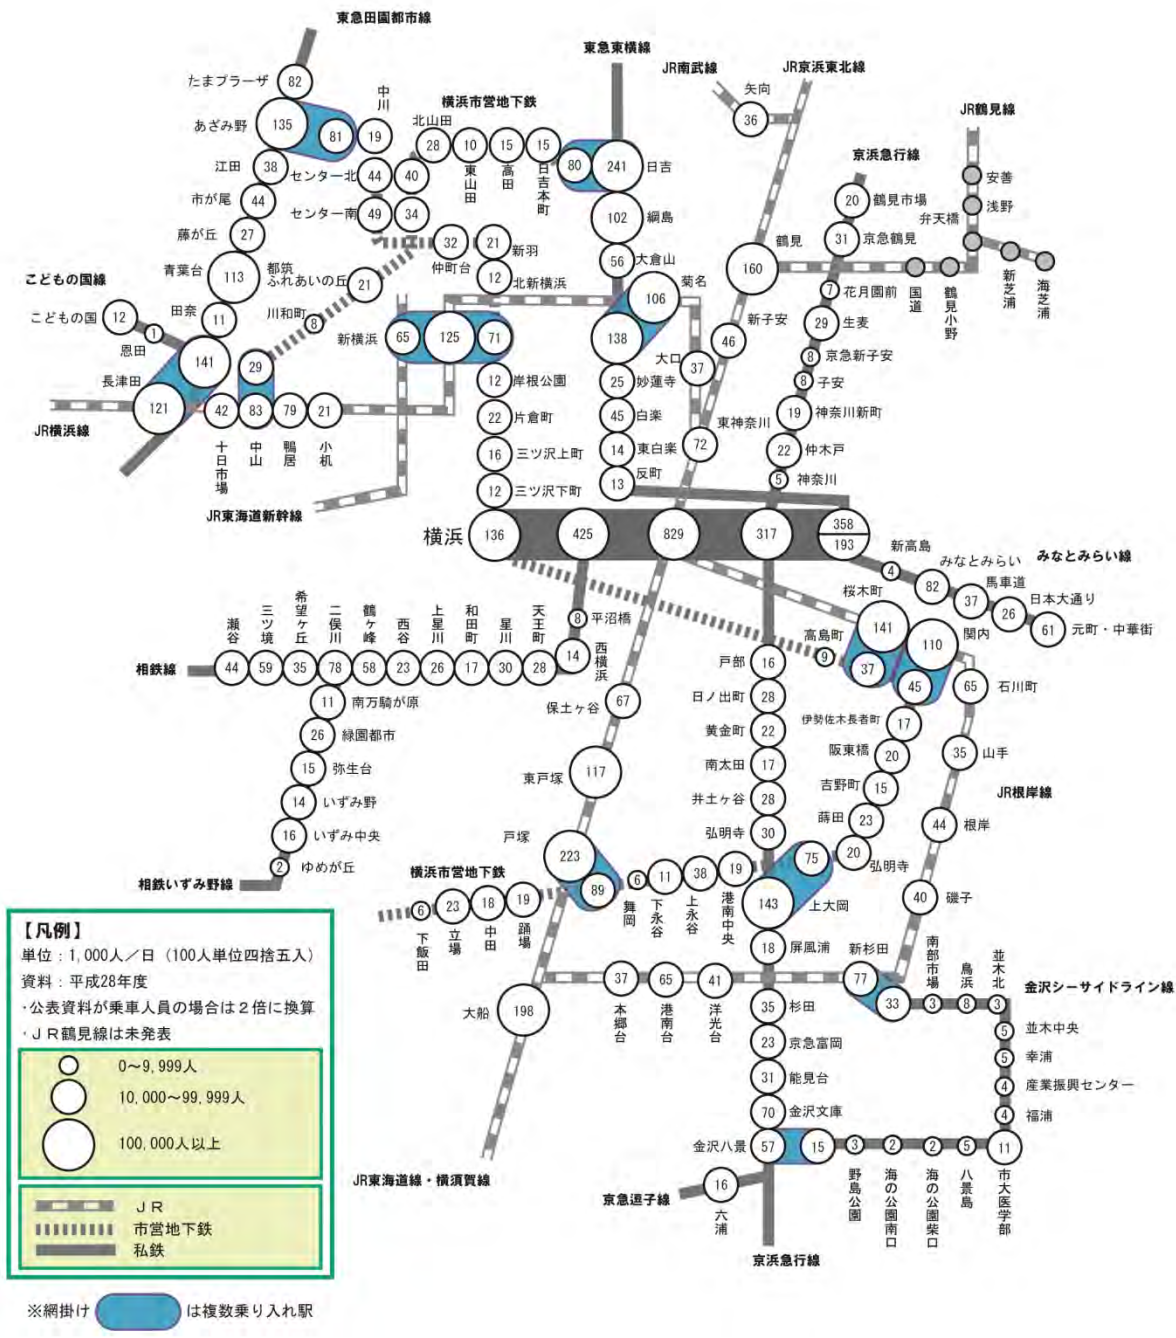 東急田園都市線
たまプラーザ
82
あざみ野
135
81
中川
19
江田
38
市が尾
44
藤が丘
27
青葉台
113
田奈
11
こどもの国線
こどもの国
12
恩田
1
長津田
141
121
JR横浜線
42
十日市場
29
83
中山
79
鴨居
21
小机
JR東海道新幹線
横浜市営地下鉄
北山田
28
10
東山田
15
高田
15
日吉本町
80
センター北
44
40
センター南
49
34
都筑
ふれあいの丘
21
川和町
8
32
仲町台
21
新羽
12
北新横浜
新横浜
65
125
71
12
岸根公園
22
片倉町
16
三ツ沢上町
12
三ツ沢下町
東急東横線
241
日吉
102
綱島
56
大倉山
106
菊名
138
25
妙蓮寺
45
白楽
14
東白楽
13
反町
JR南武線
矢向
36
JR京浜東北線
鶴見
160
新子安
46
大口
37
東神奈川
72
京浜急行線
20
鶴見市場
31
京急鶴見
7
花月園前
29
生麦
8
京急新子安
8
子安
19
神奈川新町
22
仲木戸
5
神奈川
JR鶴見線
安善
浅野
弁天橋
国道
鶴見小野
新芝浦
海芝浦
横浜
136
425
829
317
358
193
新高島
4
みなとみらい
82
みなとみらい線
馬車道
37
26
日本大通り
61
元町・中華街
桜木町
141
37
高島町
9
110
関内
45
65
石川町
35
山手
JR根岸線
44
根岸
40
磯子
17
伊勢佐木長者町
20
阪東橋
15
吉野町
23
蒔田
20
弘明寺
8
平沼橋
14
西横浜
相鉄線
瀬谷
44
三ツ境
59
希望ヶ丘
35
二俣川
78
鶴ヶ峰
58
西谷
23
上星川
26
和田町
17
星川
30
天王町
28
11
南万騎が原
26
緑園都市
15
弥生台
14
いずみ野
16
いずみ中央
2
ゆめが丘
相鉄いずみ野線
保土ヶ谷
67
東戸塚
117
戸塚
223
89
戸部
16
日ノ出町
28
黄金町
22
南太田
17
井土ヶ谷
28
弘明寺
30
75
143
上大岡
18
屏風浦
横浜市営地下鉄
6
下飯田
23
立場
18
中田
19
踊場
6
舞岡
11
下永谷
38
上永谷
19
港南中央
大船
198
37
本郷台
65
港南台
41
洋光台
新杉田
77
33
35
杉田
23
京急富岡
31
能見台
70
金沢文庫
金沢八景
57
15
南部市場
3
鳥浜
8
並木北
3
金沢シーサイドライン線
5
並木中央
5
幸浦
4
産業振興センター
4
福浦
11
市大医学部
5
八景島
2
海の公園柴口
2
海の公園南口
3
野島公園
京急逗子線
16
六浦
京浜急行線
JR東海道線・横須賀線
【凡例】
単位：1,000人／日（100人単位四捨五入）
資料：平成28年度
・公表資料が乗車人員の場合は２倍に換算
・ＪＲ鶴見線は未発表
0～9,999人
10,000～99,999人
100,000人以上
ＪＲ
市営地下鉄
私鉄
※網掛け は複数乗り入れ駅